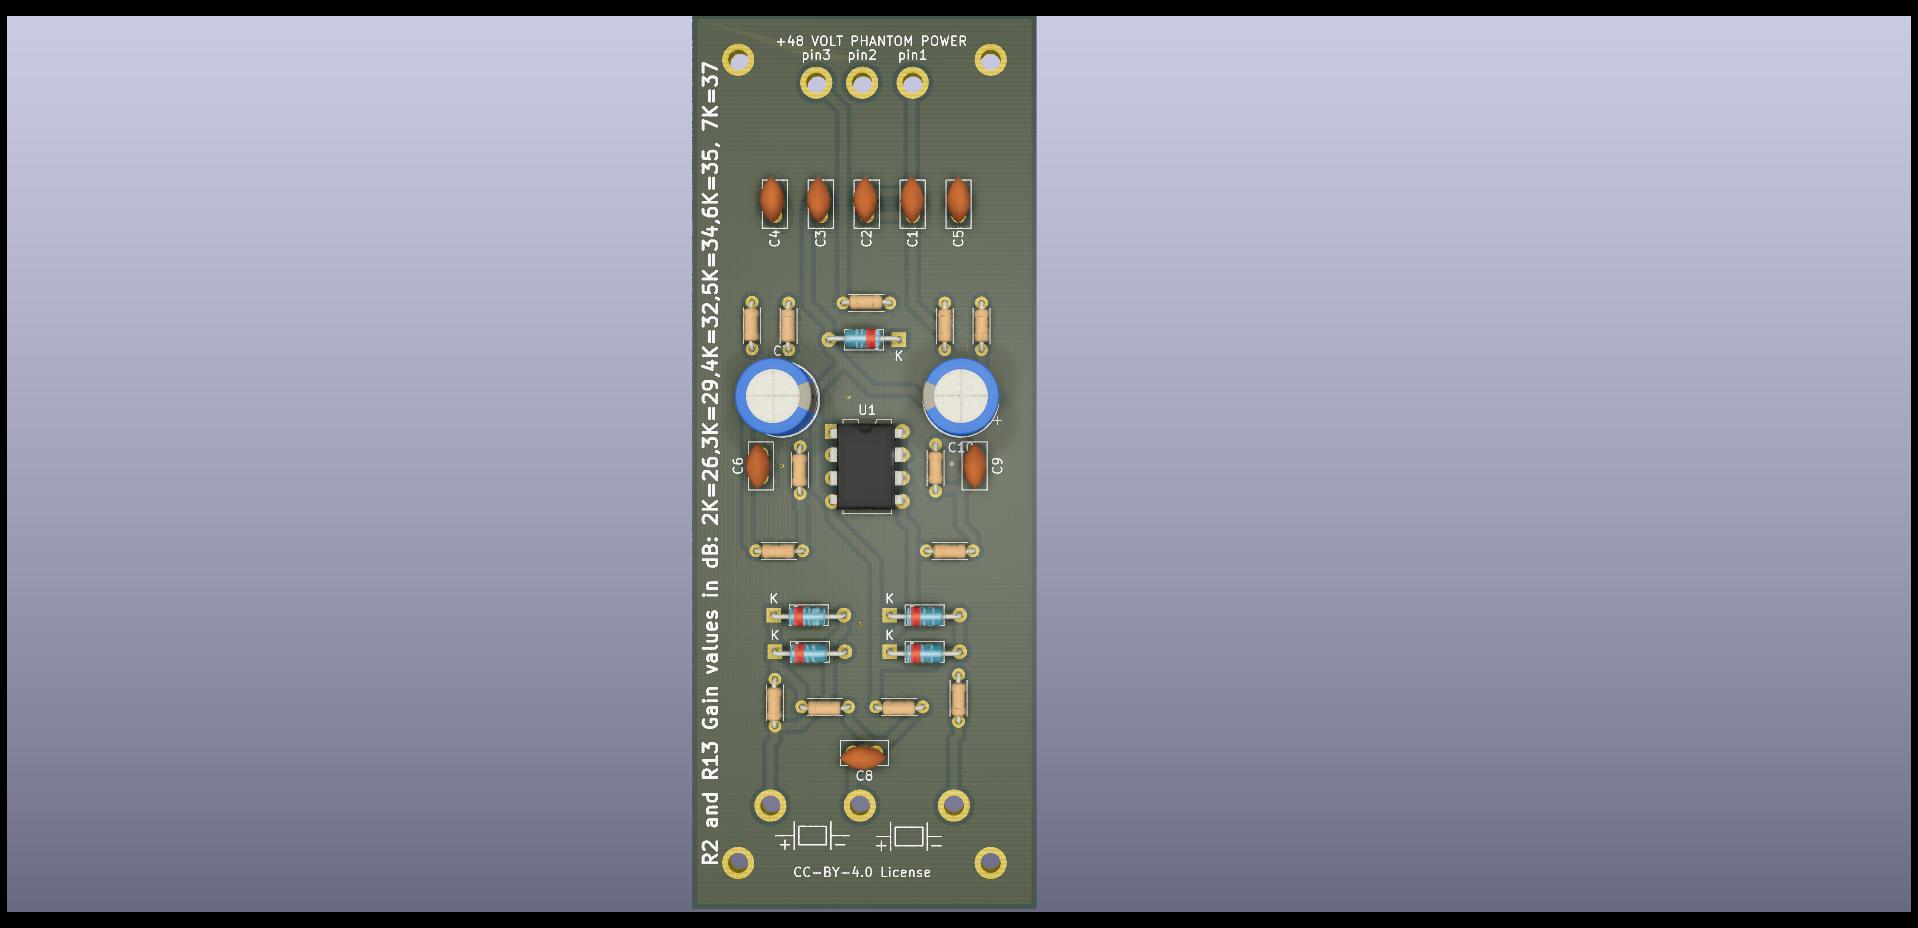 +48 VOLT PHANTOM POWER
pin3 pin2 pin1
R2 and R13 Gain values in dB: 2K=26,3K=29,4K=32,5K=34,6K=35, 7K=37
C4 C3 C2 C1 C5
K
U1
+
C10
C6
C9
K K
K K
C8
+ − + −
CC-BY-4.0 License